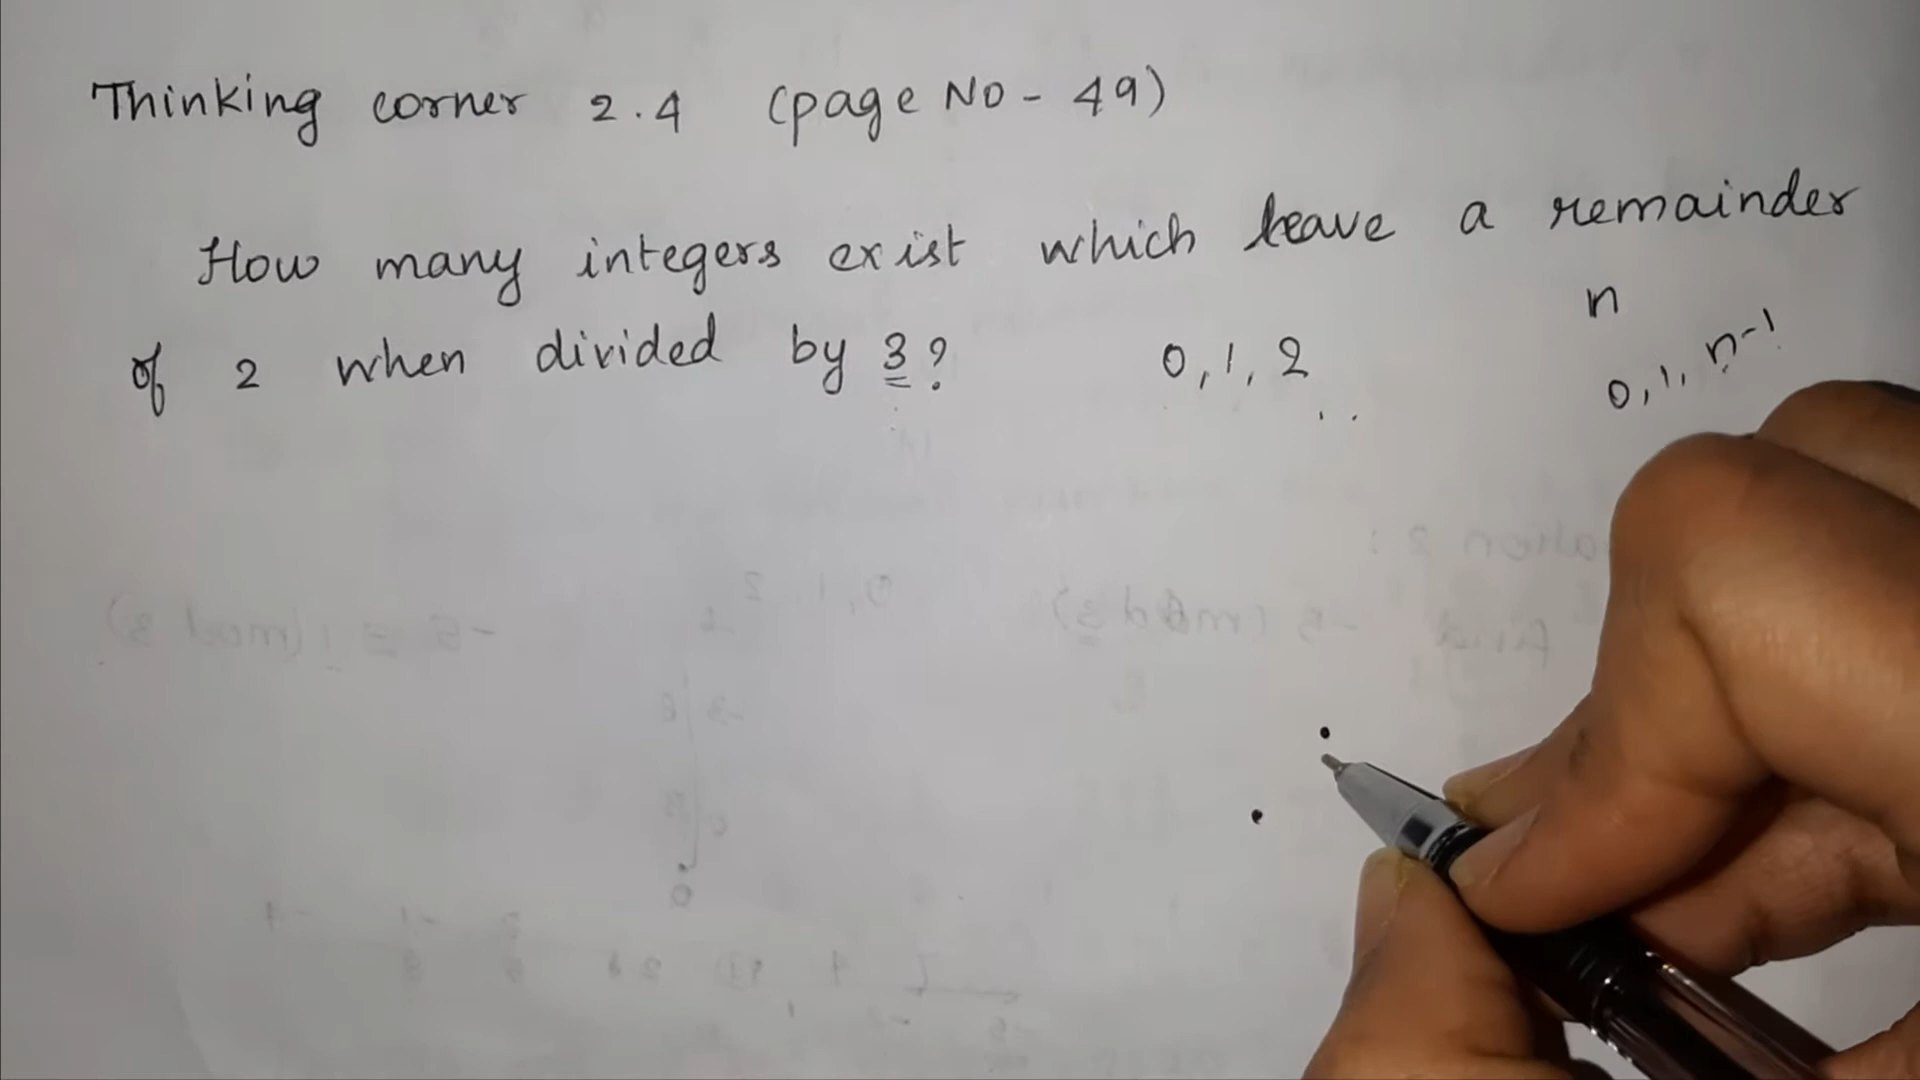 Thinking corner 2.4 (page No - 49)
How many integers exist which leave a remainder
of 2 when divided by 3?
0, 1, 2
n
0, 1, n-1